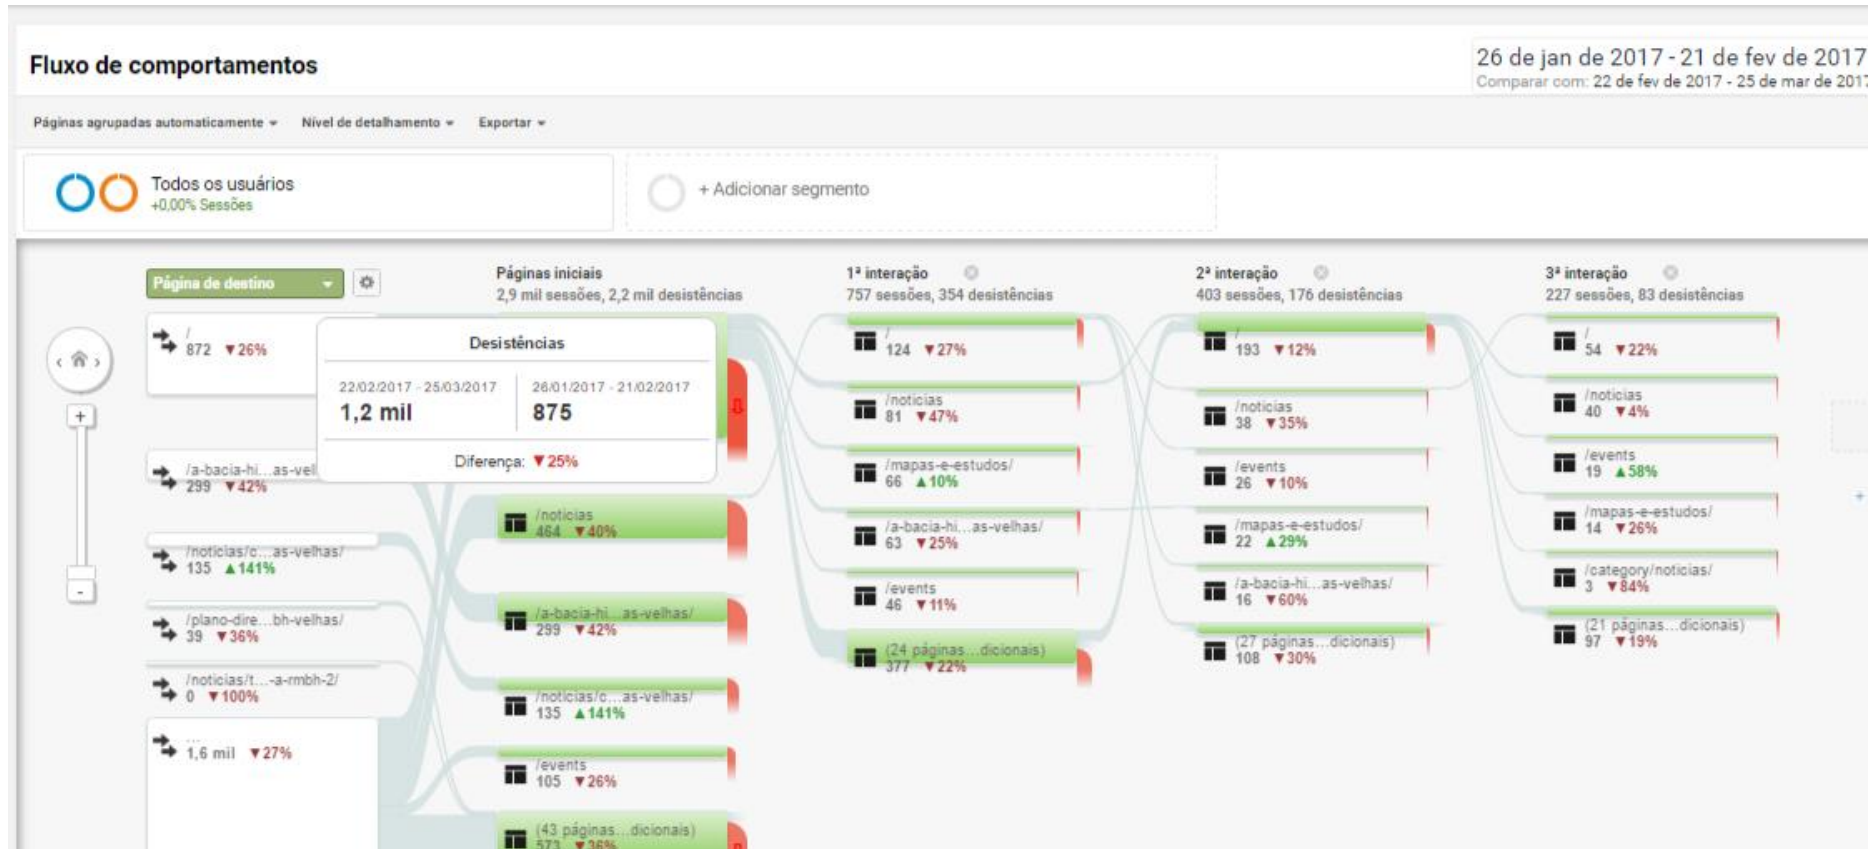 Fluxo de comportamentos
26 de jan de 2017 - 21 de fev de 2017
Comparar com: 22 de fev de 2017 - 25 de mar de 2017
Páginas agrupadas automaticamente Nível de detalhamento Exportar
Todos os usuários
+0,00% Sessões
+ Adicionar segmento
Página de destino
/
872 ▼26%
/a-bacia-hi...as-vel
299 ▼42%
/noticias/c...as-velhas/
135 ▲141%
/plano-dire...bh-velhas/
39 ▼36%
/noticias/t...-a-rmbh-2/
0 ▼100%
...
1,6 mil ▼27%
Páginas iniciais
2,9 mil sessões, 2,2 mil desistências
Desistências
22/02/2017 - 25/03/2017 26/01/2017 - 21/02/2017
1,2 mil 875
Diferença: ▼25%
/noticias
464 ▼40%
/a-bacia-hi...as-velhas/
299 ▼42%
/noticias/c...as-velhas/
135 ▲141%
/events
105 ▼26%
(43 páginas...dicionais)
573 ▼36%
1ª interação
757 sessões, 354 desistências
/
124 ▼27%
/noticias
81 ▼47%
/mapas-e-estudos/
66 ▲10%
/a-bacia-hi...as-velhas/
63 ▼25%
/events
46 ▼11%
(24 páginas...dicionais)
377 ▼22%
2ª interação
403 sessões, 176 desistências
/
193 ▼12%
/noticias
38 ▼35%
/events
26 ▼10%
/mapas-e-estudos/
22 ▲29%
/a-bacia-hi...as-velhas/
16 ▼60%
(27 páginas...dicionais)
108 ▼30%
3ª interação
227 sessões, 83 desistências
/
54 ▼22%
/noticias
40 ▼4%
/events
19 ▲58%
/mapas-e-estudos/
14 ▼26%
/category/noticias/
3 ▼84%
(21 páginas...dicionais)
97 ▼19%